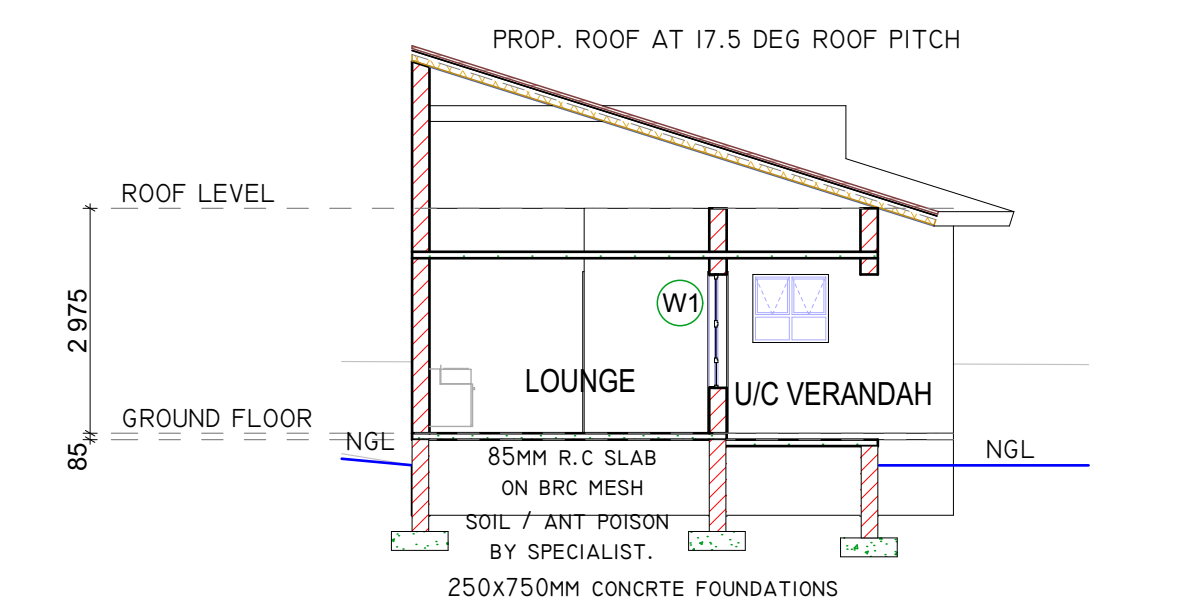 PROP. ROOF AT 17.5 DEG ROOF PITCH
ROOF LEVEL
2 975
W1
LOUNGE
U/C VERANDAH
GROUND FLOOR
85
NGL
NGL
85MM R.C SLAB
ON BRC MESH
SOIL / ANT POISON
BY SPECIALIST.
250X750MM CONCRTE FOUNDATIONS